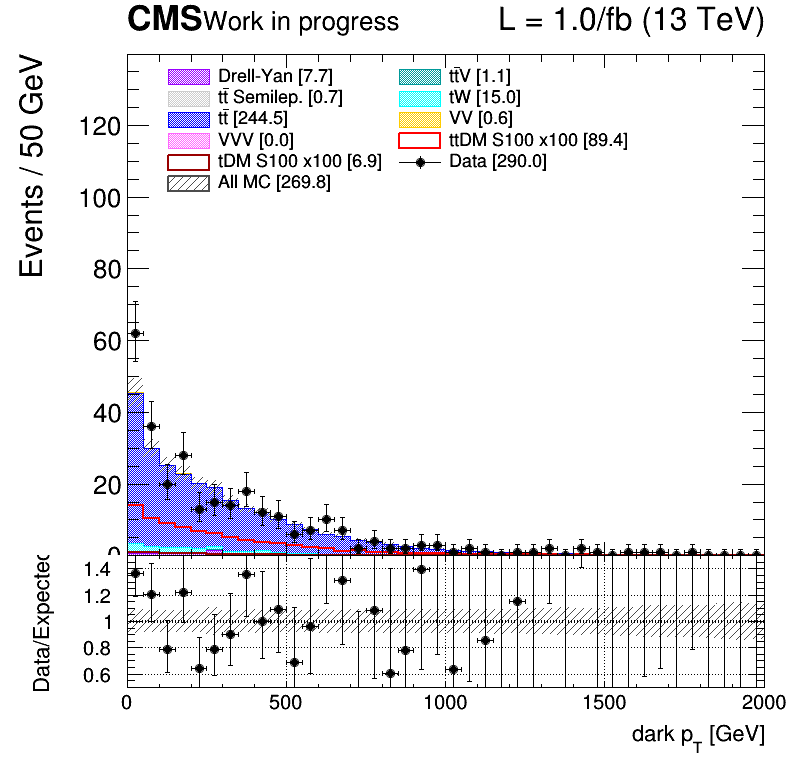 CMS Work in progress L = 1.0/fb (13 TeV)
Events / 50 GeV
Drell-Yan [7.7] tt̄V [1.1]
tt̄ Semilep. [0.7] tW [15.0]
tt̄ [244.5] VV [0.6]
VVV [0.0] ttDM S100 x100 [89.4]
tDM S100 x100 [6.9] Data [290.0]
All MC [269.8]
120
100
80
60
40
20
0
Data/Expected
1.4
1.2
1
0.8
0.6
0 500 1000 1500 2000
dark p_T [GeV]